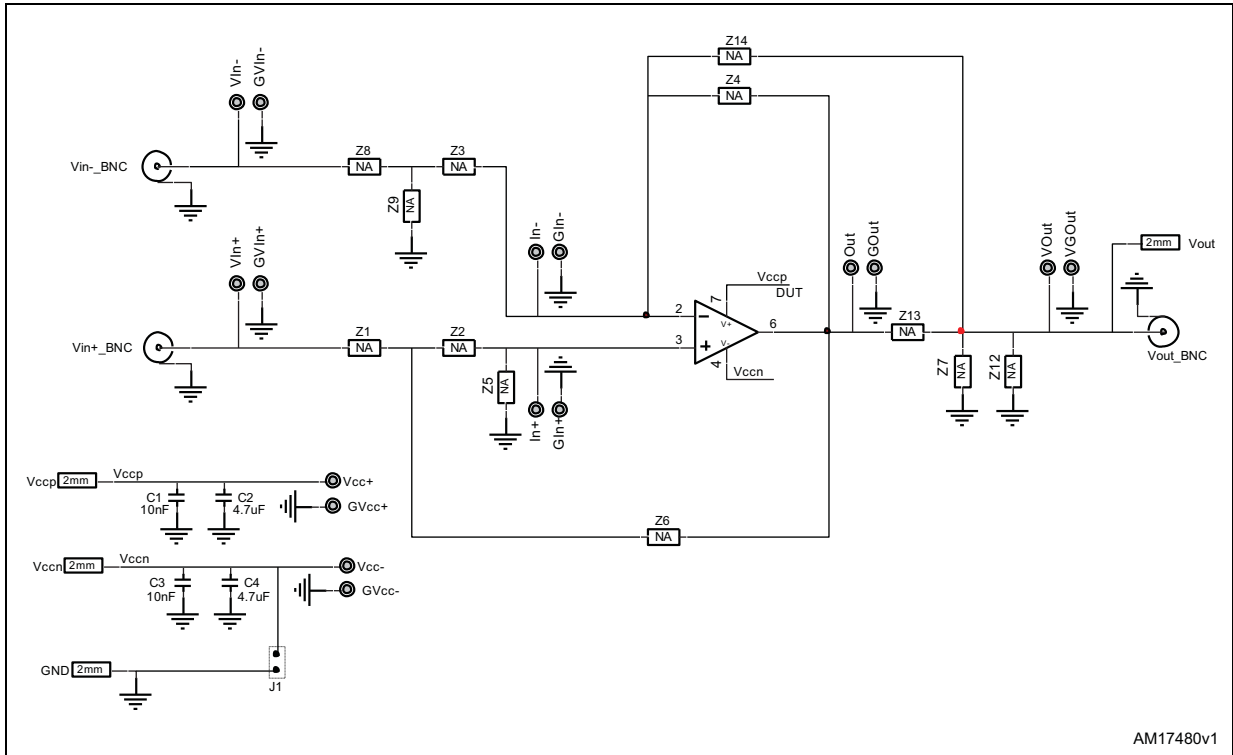 Z14
NA
Z4
NA
VIn-
GVIn-
Vin-_BNC
Z8
NA
Z3
NA
Z9
NA
VIn+
GVIn+
In-
GIn-
Out
GOut
VOut
VGOut
2mm
Vout
Vccp
DUT
Vin+_BNC
Z1
NA
Z2
NA
2
3
7
V+
V-
4
6
Vccn
Z13
NA
Vout_BNC
Z5
NA
In+
GIn+
Z7
NA
Z12
NA
Vccp
2mm
Vccp
Vcc+
C1
10nF
C2
4.7uF
GVcc+
Z6
NA
Vccn
2mm
Vccn
Vcc-
C3
10nF
C4
4.7uF
GVcc-
GND
2mm
J1
AM17480v1